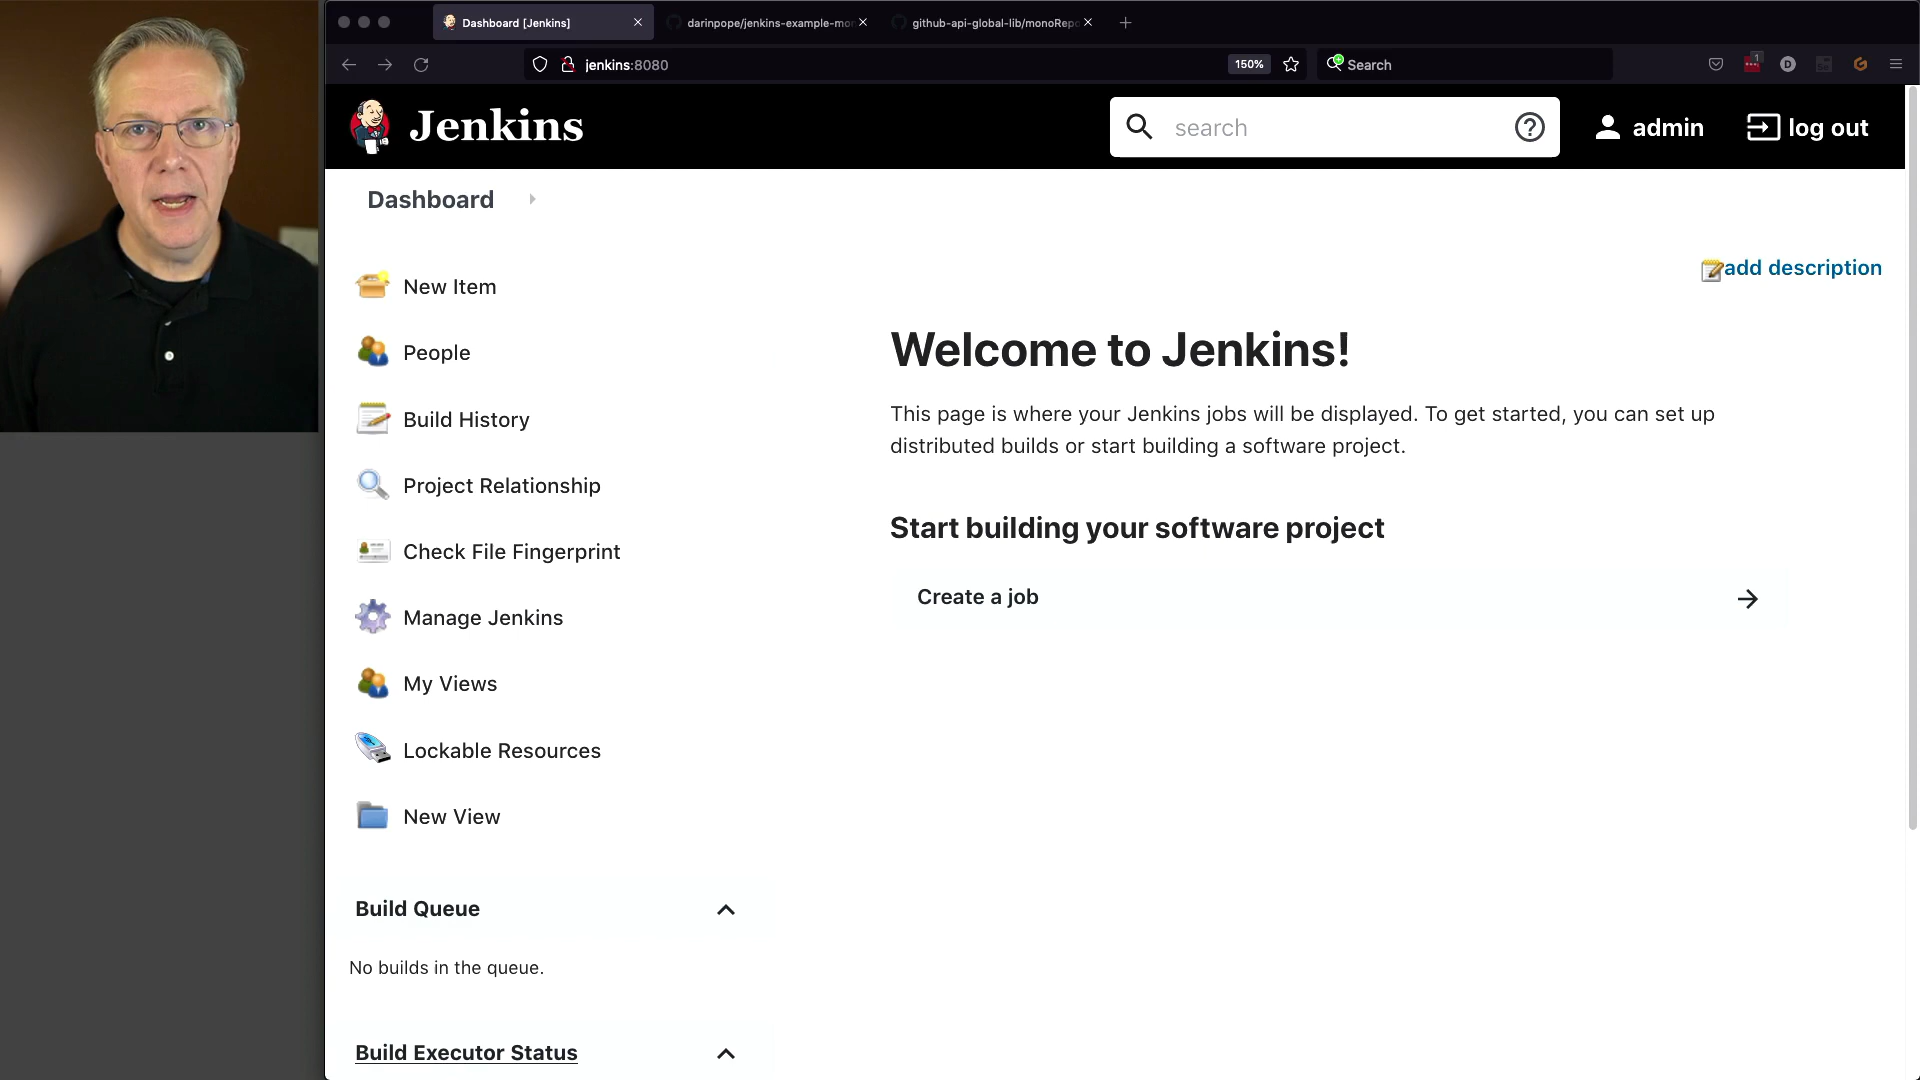 Dashboard [Jenkins]
darinpope/jenkins-example-mon
github-api-global-lib/monoRepo
jenkins:8080
150%
Search
1
D
Jenkins
search
admin
log out
Dashboard
add description
New Item
People
Build History
Project Relationship
Check File Fingerprint
Manage Jenkins
My Views
Lockable Resources
New View
Welcome to Jenkins!
This page is where your Jenkins jobs will be displayed. To get started, you can set up
distributed builds or start building a software project.
Start building your software project
Create a job
Build Queue
No builds in the queue.
Build Executor Status